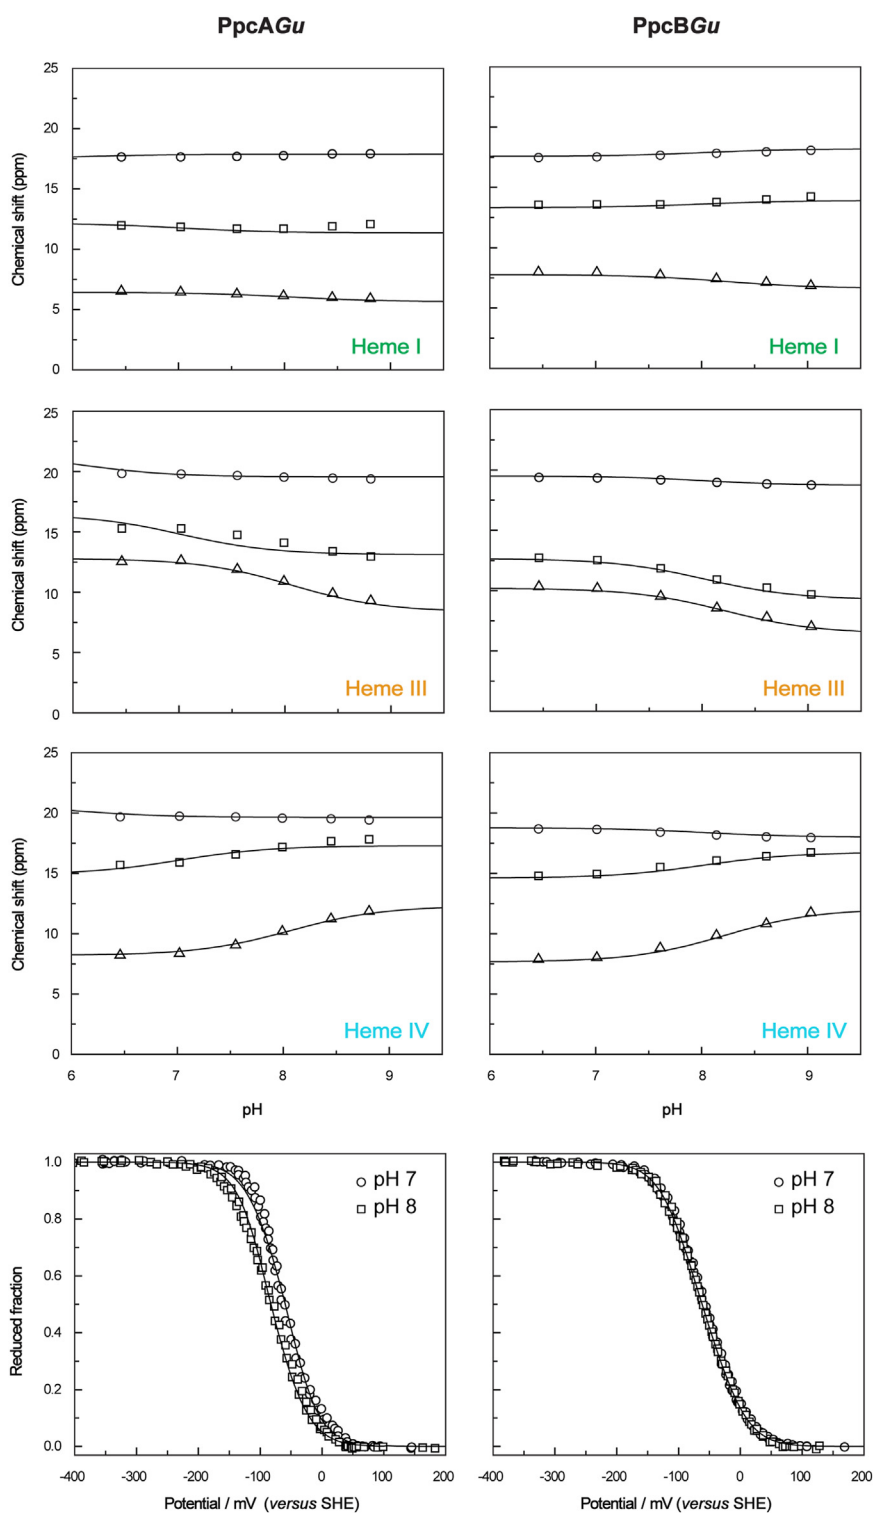 PpcAGu
PpcBGu
25
20
15
10
5
0
Chemical shift (ppm)
Heme I
Heme I
25
20
15
10
5
0
Chemical shift (ppm)
Heme III
Heme III
25
20
15
10
5
0
Chemical shift (ppm)
Heme IV
Heme IV
6 7 8 9
6 7 8 9
pH
pH
1.0
0.8
0.6
0.4
0.2
0.0
Reduced fraction
pH 7
pH 8
pH 7
pH 8
-400 -300 -200 -100 0 100 200
-400 -300 -200 -100 0 100 200
Potential / mV (versus SHE)
Potential / mV (versus SHE)